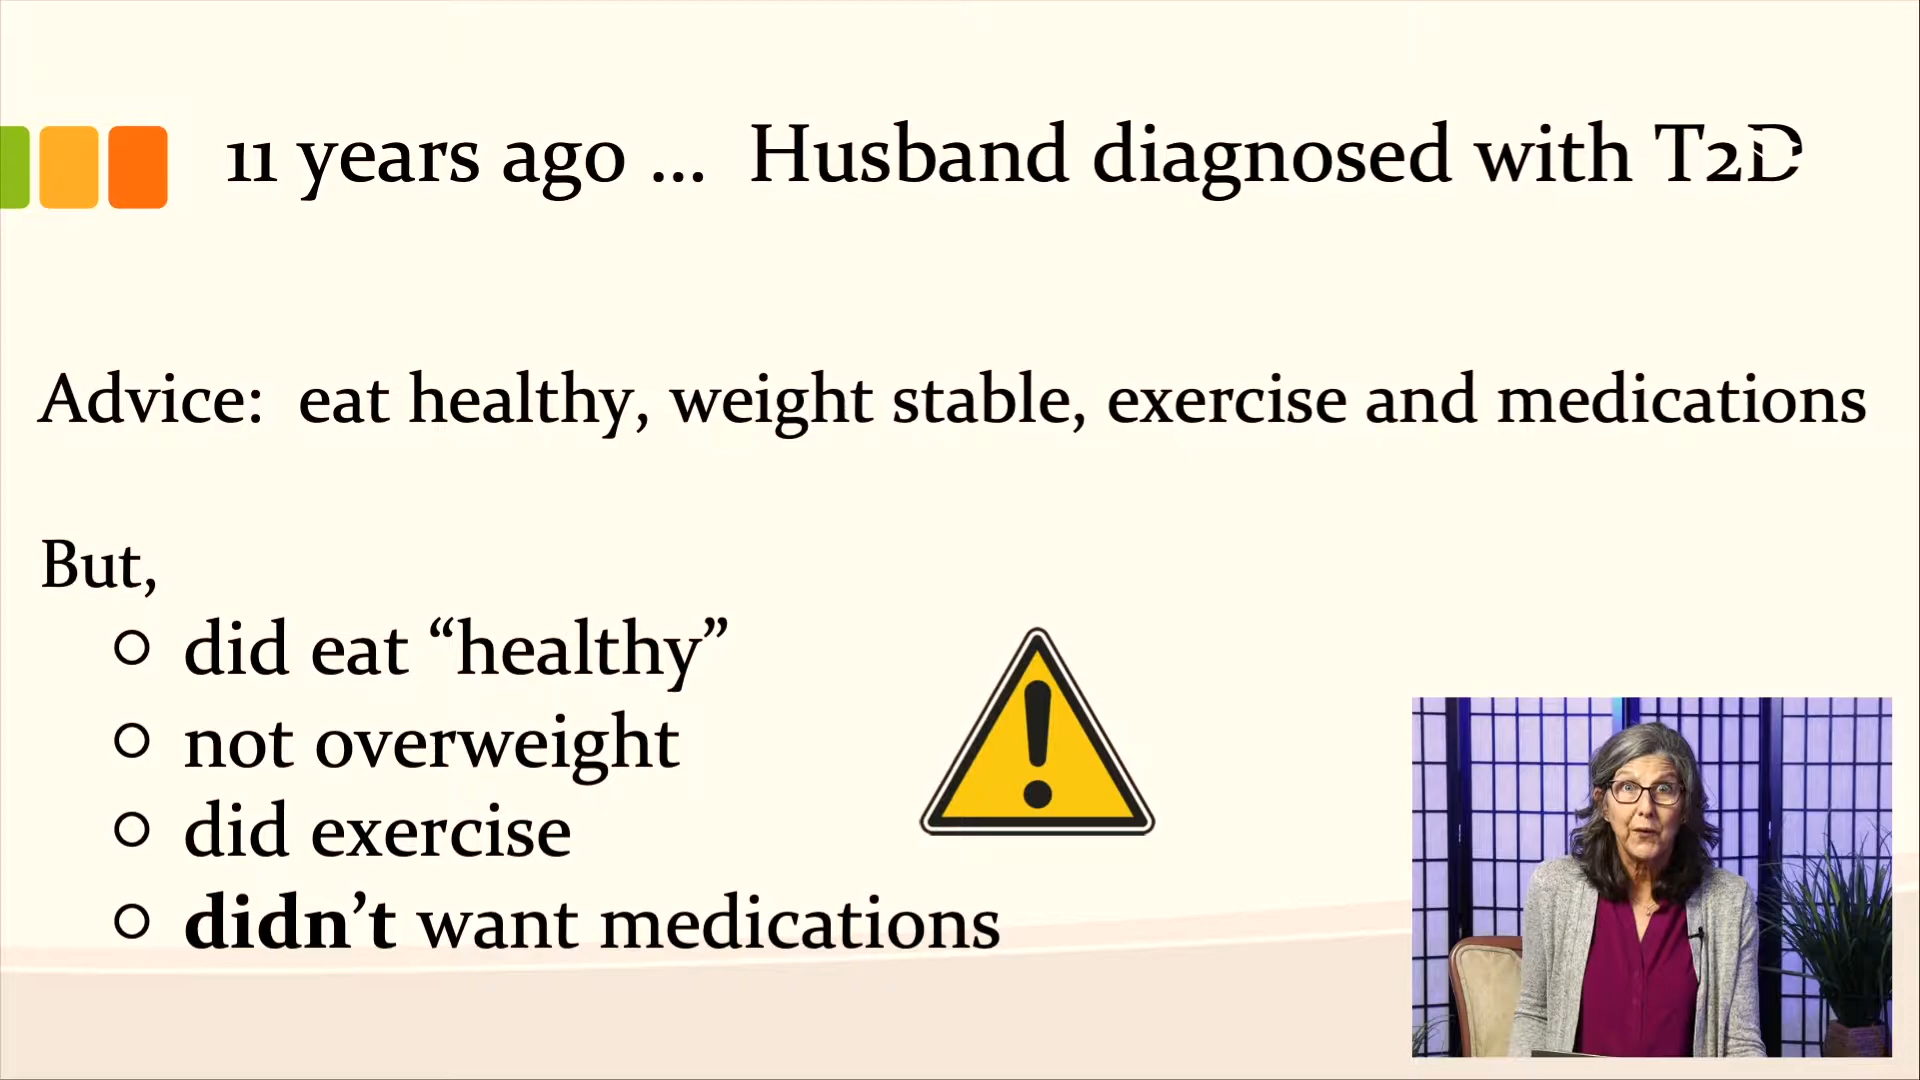 11 years ago ... Husband diagnosed with T2D
Advice: eat healthy, weight stable, exercise and medications
But,
did eat “healthy”
not overweight
did exercise
didn’t want medications